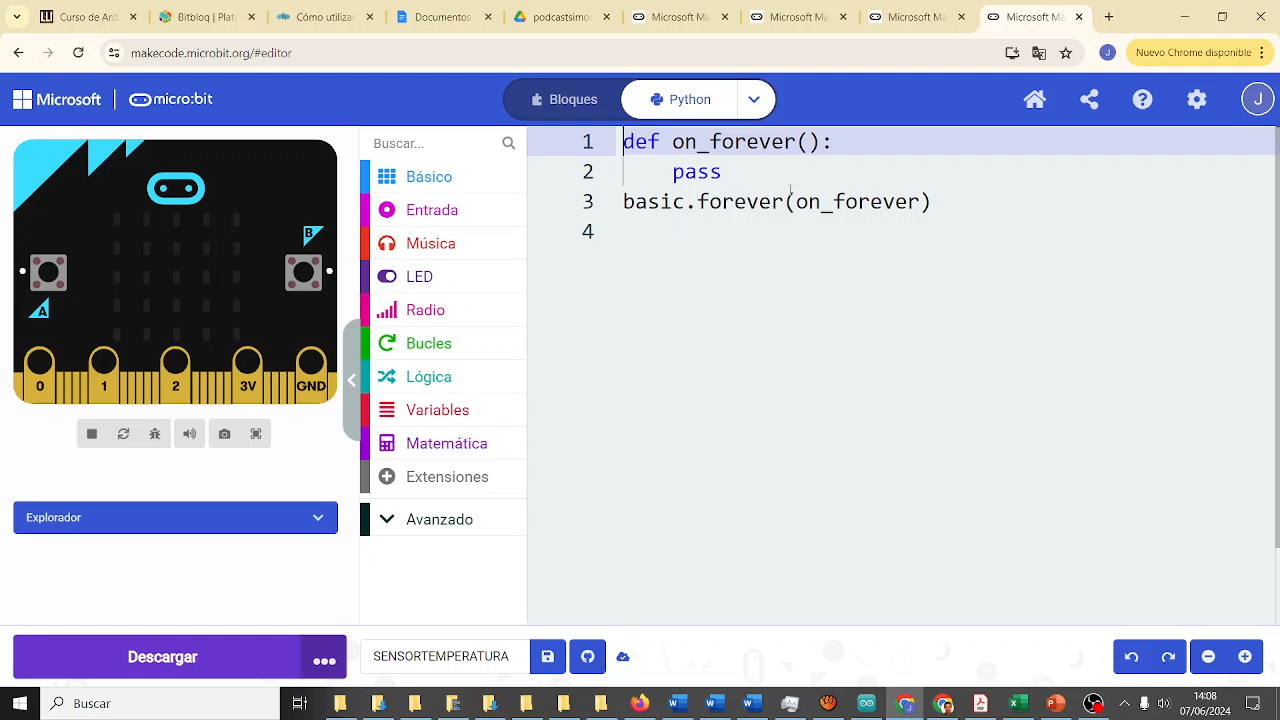 Curso de Ar
Bitbloq | Plat
Cómo utilizar
Documentos
podcastsimo
Microsoft Ma
Microsoft Ma
Microsoft Ma
Microsoft Ma
makecode.microbit.org/#editor
J
Nuevo Chrome disponible
Microsoft
micro:bit
Bloques
Python
J
B
A
0
1
2
3V
GND
Explorador
Buscar...
Básico
Entrada
Música
LED
Radio
Bucles
Lógica
Variables
Matemática
Extensiones
Avanzado
1 def on_forever():
2 pass
3 basic.forever(on_forever)
4
Descargar
SENSORTEMPERATURA
Buscar
14:08
07/06/2024